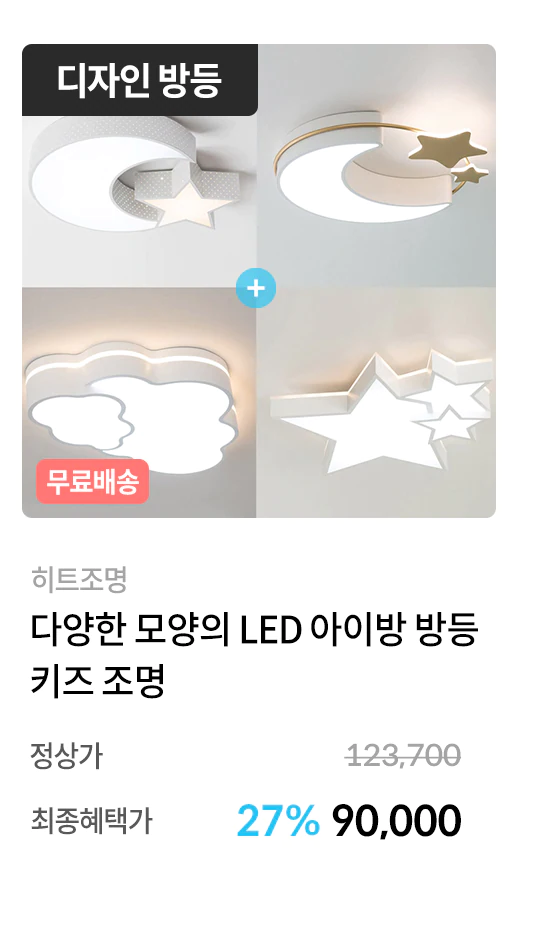 디자인 방등
+
무료배송
히트조명
다양한 모양의 LED 아이방 방등
키즈 조명
정상가 123,700
최종혜택가 27% 90,000